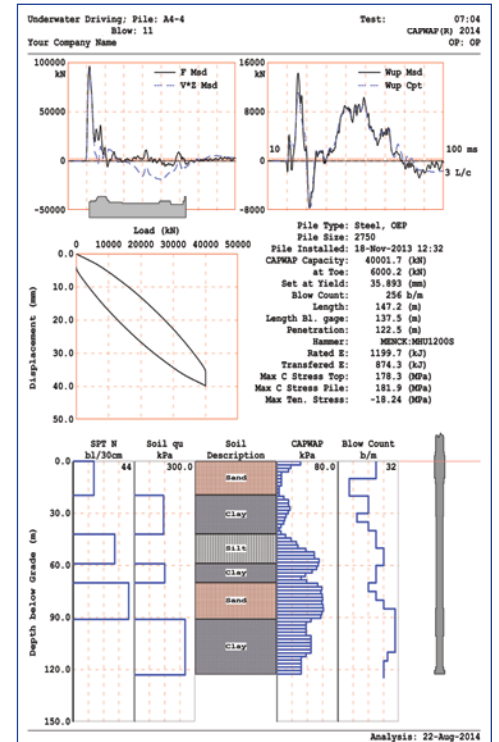 Underwater Driving; Pile: A4-4 Test: 07:04
Blow: 11 CAPWAP(R) 2014
Your Company Name OP: OP
100000 16000
kN kN
F Msd Wup Msd
V*Z Msd Wup Cpt
50000 8000
10 100 ms
0 0
3 L/c
-50000 -8000
Load (kN)
0 10000 20000 30000 40000 50000
0.0
10.0
20.0
30.0
40.0
50.0
Displacement (mm)
Pile Type: Steel, OEP
Pile Size: 2750
Pile Installed: 18-Nov-2013 12:32
CAPWAP Capacity: 40001.7 (kN)
at Toe: 6000.2 (kN)
Set at Yield: 35.893 (mm)
Blow Count: 256 b/m
Length: 147.2 (m)
Length Bl. gage: 137.5 (m)
Penetration: 122.5 (m)
Hammer: MENCK:MHU1200S
Rated E: 1199.7 (kJ)
Transfered E: 874.3 (kJ)
Max C Stress Top: 178.3 (MPa)
Max C Stress Pile: 181.9 (MPa)
Max Ten. Stress: -18.24 (MPa)
SPT N Soil qu Soil CAPWAP Blow Count
bl/30cm kPa Description kPa b/m
44 300.0 80.0 32
0.0
Sand
30.0
Clay
Silt
60.0
Clay
Sand
90.0
Clay
120.0
150.0
Depth below Grade (m)
Analysis: 22-Aug-2014